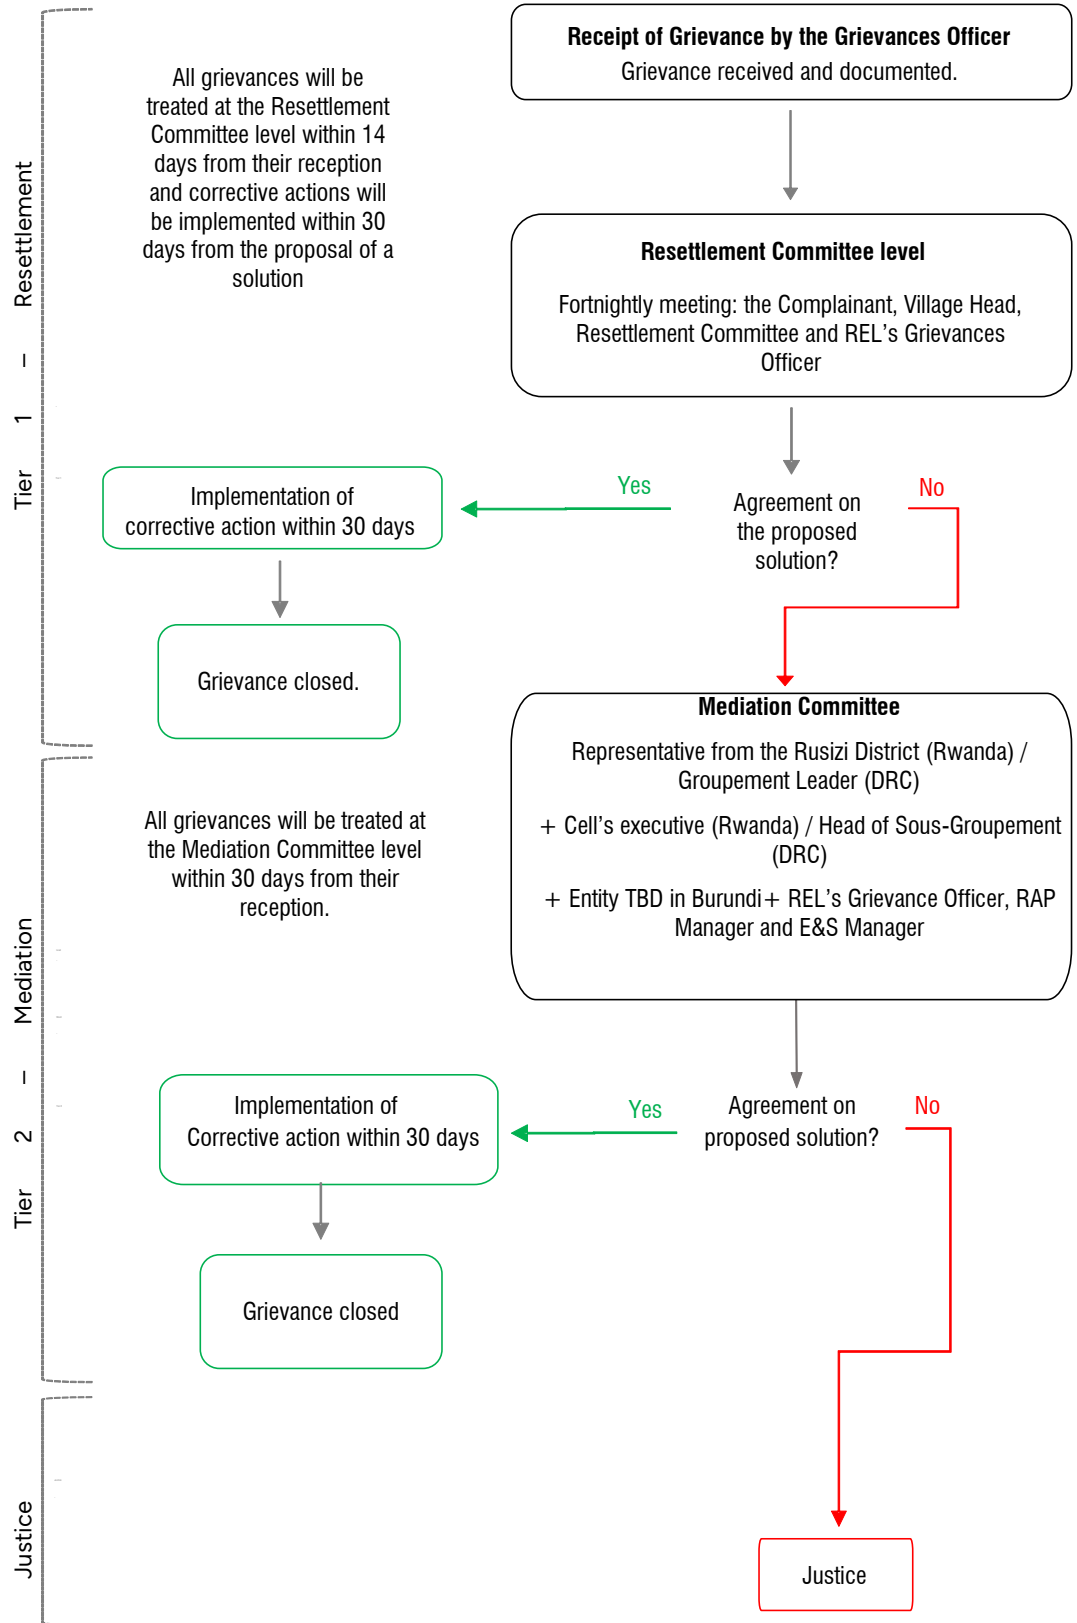 Receipt of Grievance by the Grievances Officer
Grievance received and documented.
All grievances will be
treated at the Resettlement
Committee level within 14
days from their reception
and corrective actions will
be implemented within 30
days from the proposal of a
solution
Tier 1 – Resettlement
Resettlement Committee level
Fortnightly meeting: the Complainant, Village Head,
Resettlement Committee and REL's Grievances
Officer
Agreement on
the proposed
solution?
Yes
No
Implementation of
corrective action within 30 days
Grievance closed.
Mediation Committee
Representative from the Rusizi District (Rwanda) /
Groupement Leader (DRC)
+ Cell's executive (Rwanda) / Head of Sous-Groupement
(DRC)
+ Entity TBD in Burundi+ REL's Grievance Officer, RAP
Manager and E&S Manager
All grievances will be treated at
the Mediation Committee level
within 30 days from their
reception.
Tier 2 – Mediation
Agreement on
proposed solution?
Yes
No
Implementation of
Corrective action within 30 days
Grievance closed
Justice
Justice